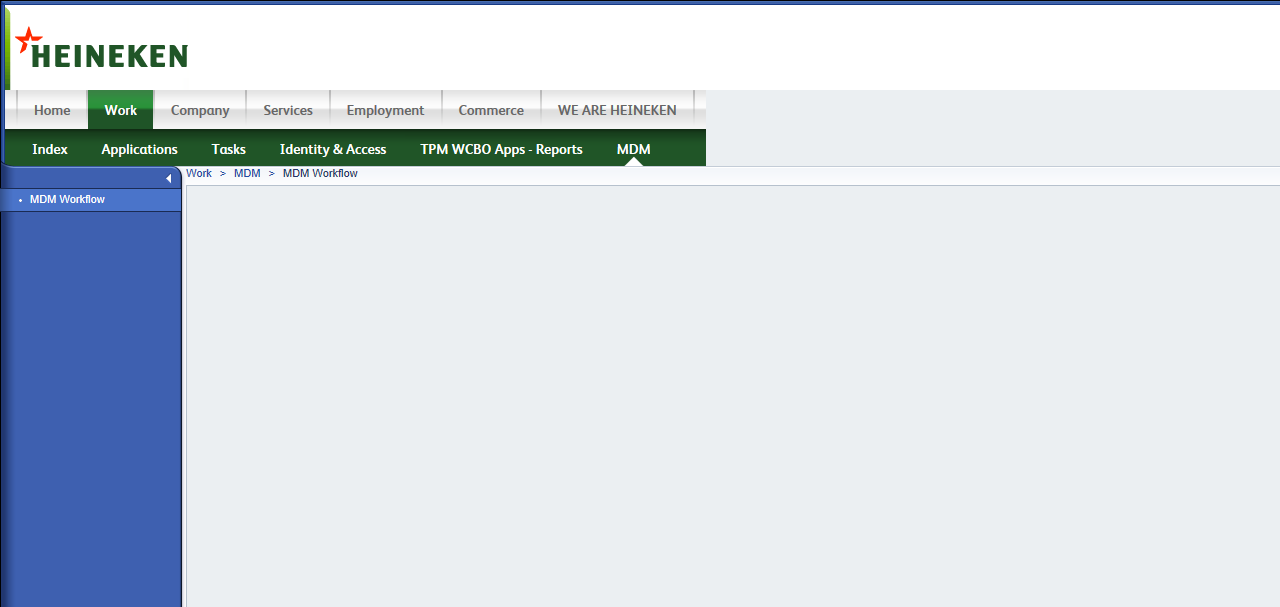 HEINEKEN
Home Work Company Services Employment Commerce WE ARE HEINEKEN
Index Applications Tasks Identity & Access TPM WCBO Apps - Reports MDM
Work > MDM > MDM Workflow
• MDM Workflow